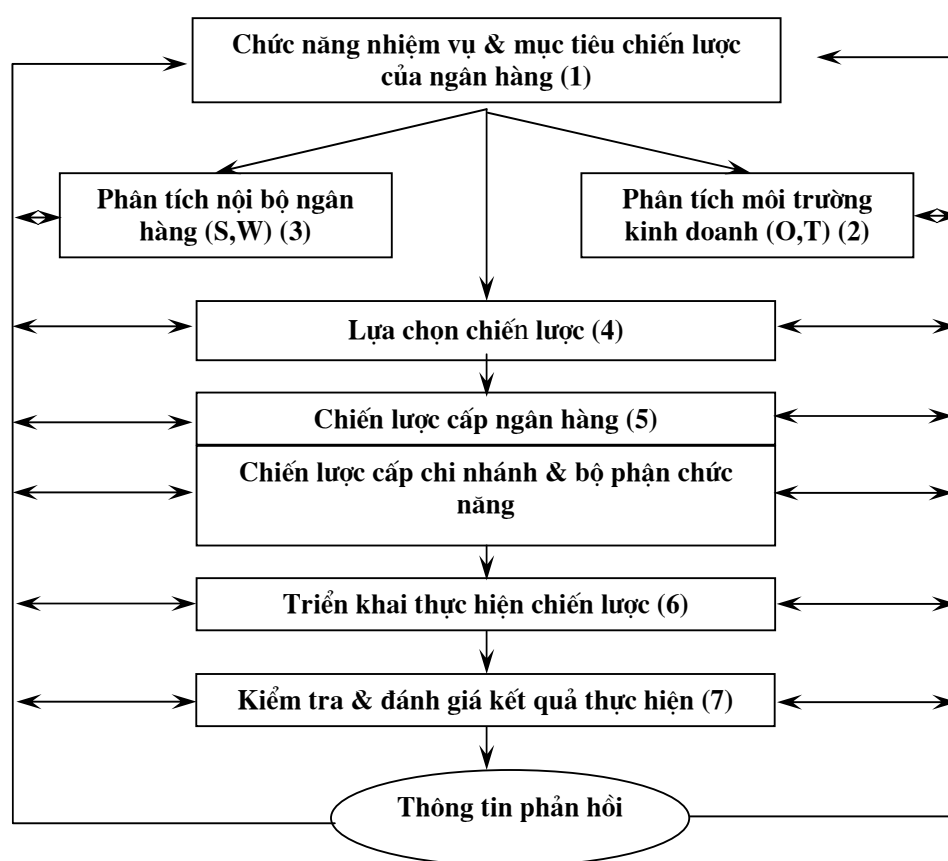 Chức năng nhiệm vụ & mục tiêu chiến lược
của ngân hàng (1)
Phân tích nội bộ ngân
hàng (S,W) (3)
Phân tích môi trường
kinh doanh (O,T) (2)
Lựa chọn chiến lược (4)
Chiến lược cấp ngân hàng (5)
Chiến lược cấp chi nhánh & bộ phận chức
năng
Triển khai thực hiện chiến lược (6)
Kiểm tra & đánh giá kết quả thực hiện (7)
Thông tin phản hồi